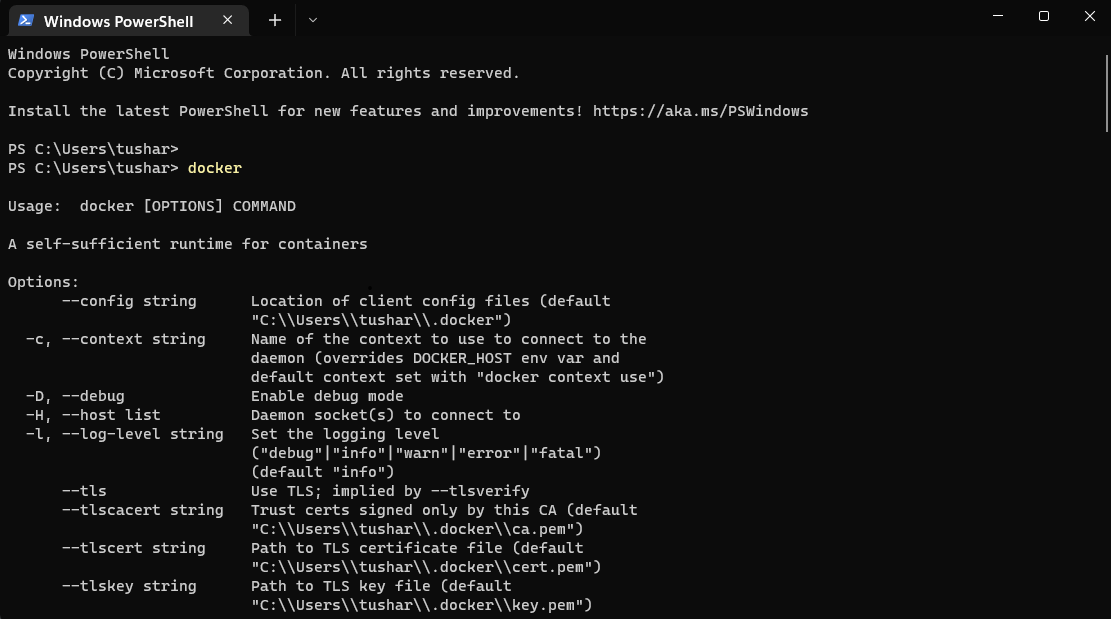 Windows PowerShell
Windows PowerShell
Copyright (C) Microsoft Corporation. All rights reserved.
Install the latest PowerShell for new features and improvements! https://aka.ms/PSWindows
PS C:\Users\tushar>
PS C:\Users\tushar> docker
Usage:  docker [OPTIONS] COMMAND
A self-sufficient runtime for containers
Options:
      --config string      Location of client config files (default
                           "C:\\Users\\tushar\\.docker")
  -c, --context string     Name of the context to use to connect to the
                           daemon (overrides DOCKER_HOST env var and
                           default context set with "docker context use")
  -D, --debug              Enable debug mode
  -H, --host list          Daemon socket(s) to connect to
  -l, --log-level string   Set the logging level
                           ("debug"|"info"|"warn"|"error"|"fatal")
                           (default "info")
      --tls                Use TLS; implied by --tlsverify
      --tlscacert string   Trust certs signed only by this CA (default
                           "C:\\Users\\tushar\\.docker\\ca.pem")
      --tlscert string     Path to TLS certificate file (default
                           "C:\\Users\\tushar\\.docker\\cert.pem")
      --tlskey string      Path to TLS key file (default
                           "C:\\Users\\tushar\\.docker\\key.pem")